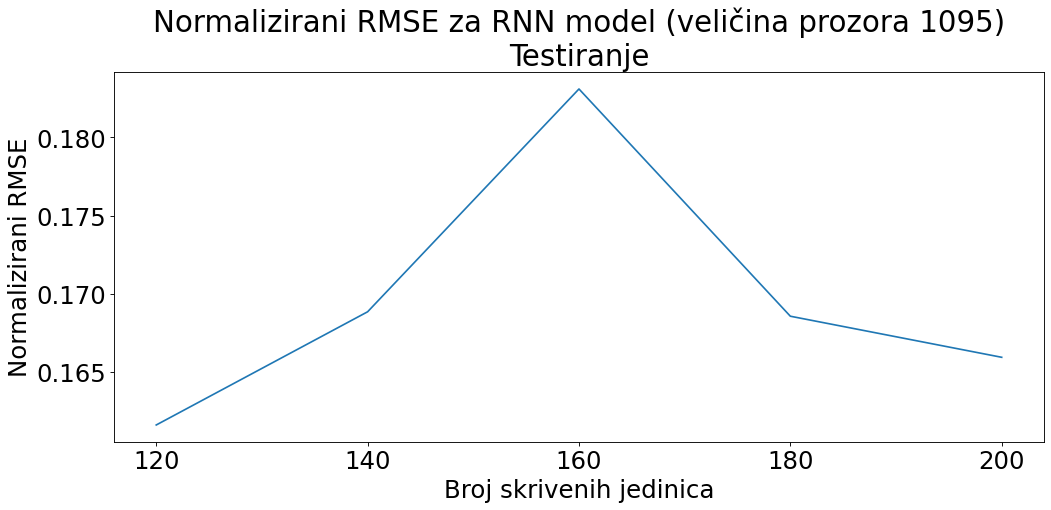 Normalizirani RMSE za RNN model (veličina prozora 1095)
Testiranje
Normalizirani RMSE
0.180
0.175
0.170
0.165
120 140 160 180 200
Broj skrivenih jedinica